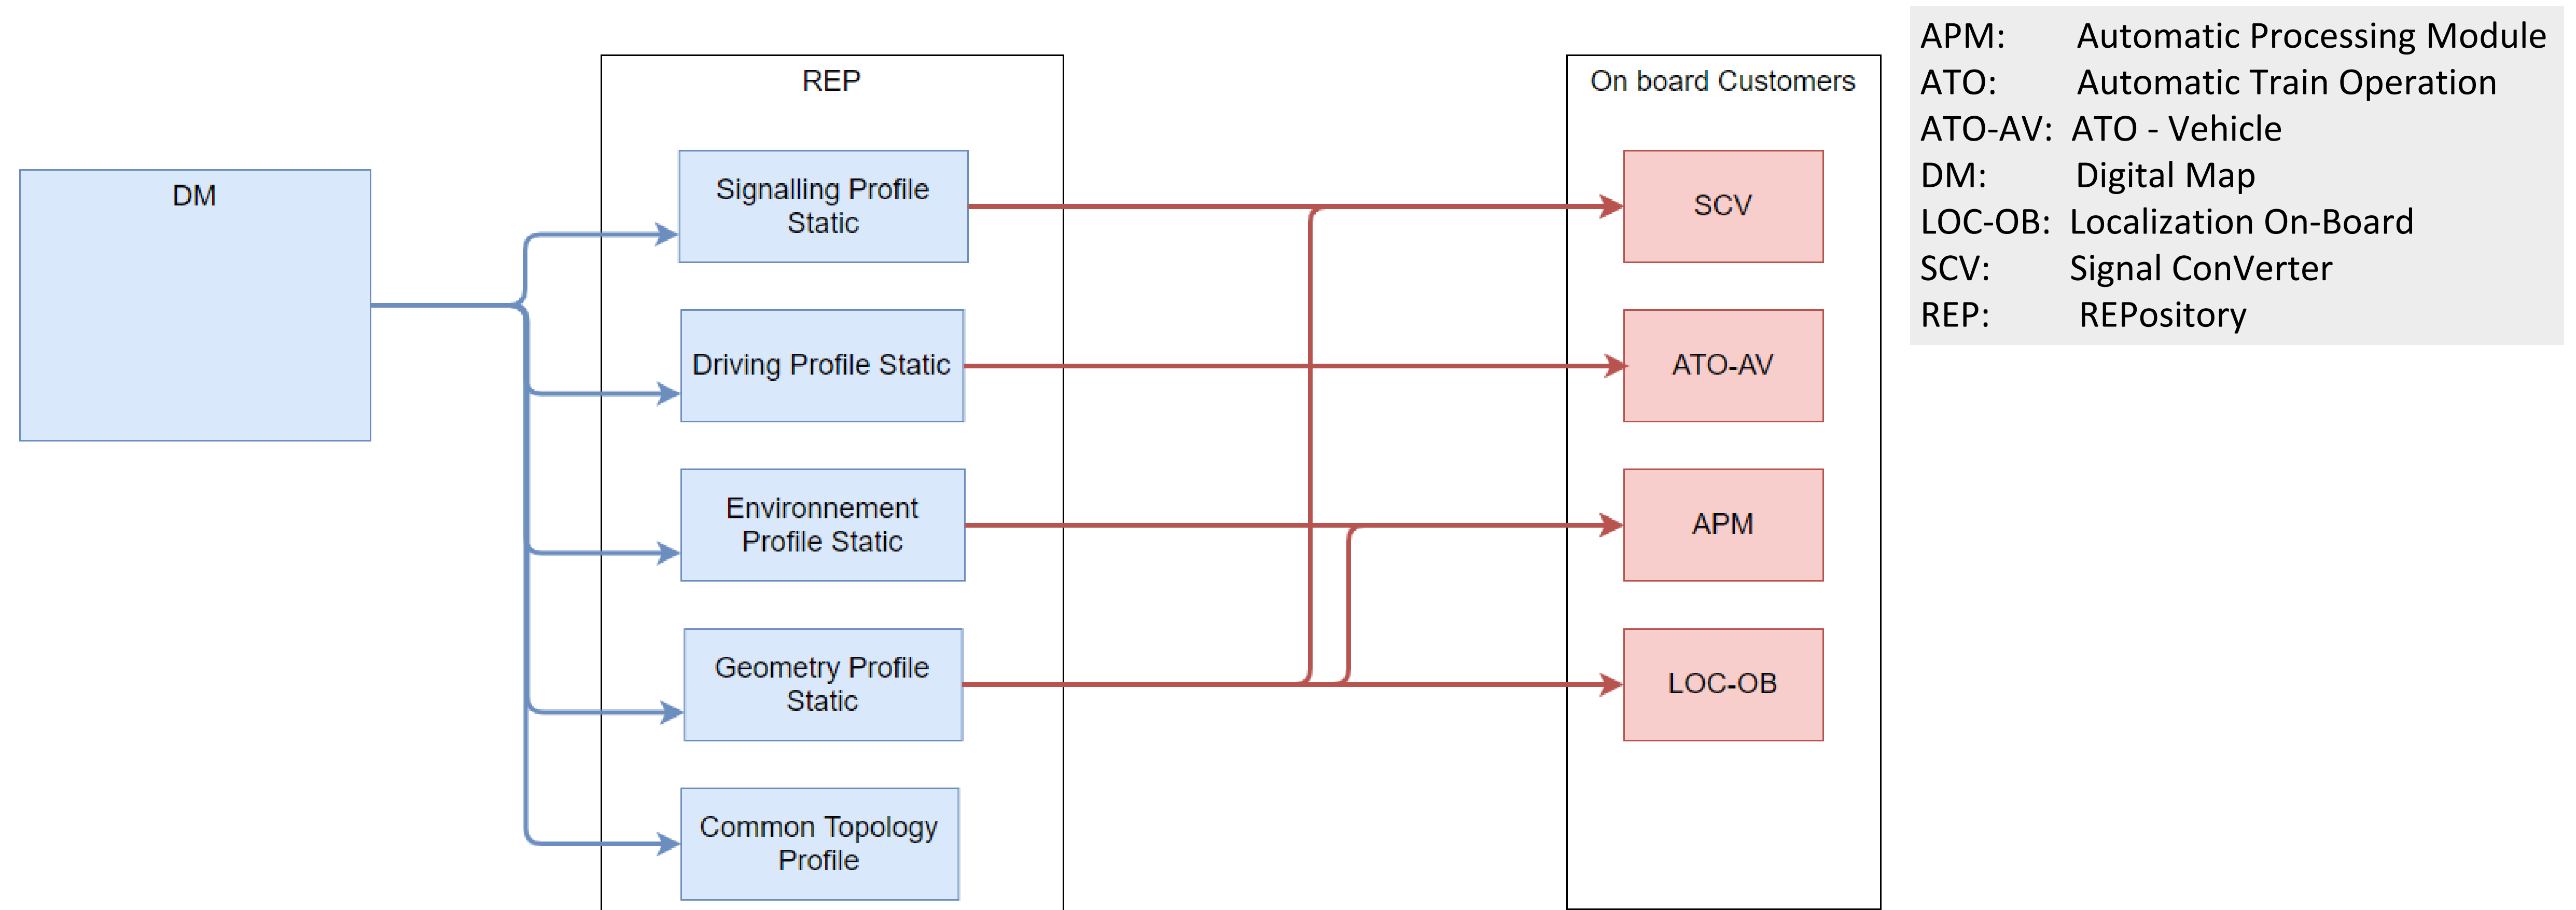 DM
REP
Signalling Profile
Static
Driving Profile Static
Environnement
Profile Static
Geometry Profile
Static
Common Topology
Profile
On board Customers
SCV
ATO-AV
APM
LOC-OB
APM: Automatic Processing Module
ATO: Automatic Train Operation
ATO-AV: ATO - Vehicle
DM: Digital Map
LOC-OB: Localization On-Board
SCV: Signal ConVerter
REP: REPository